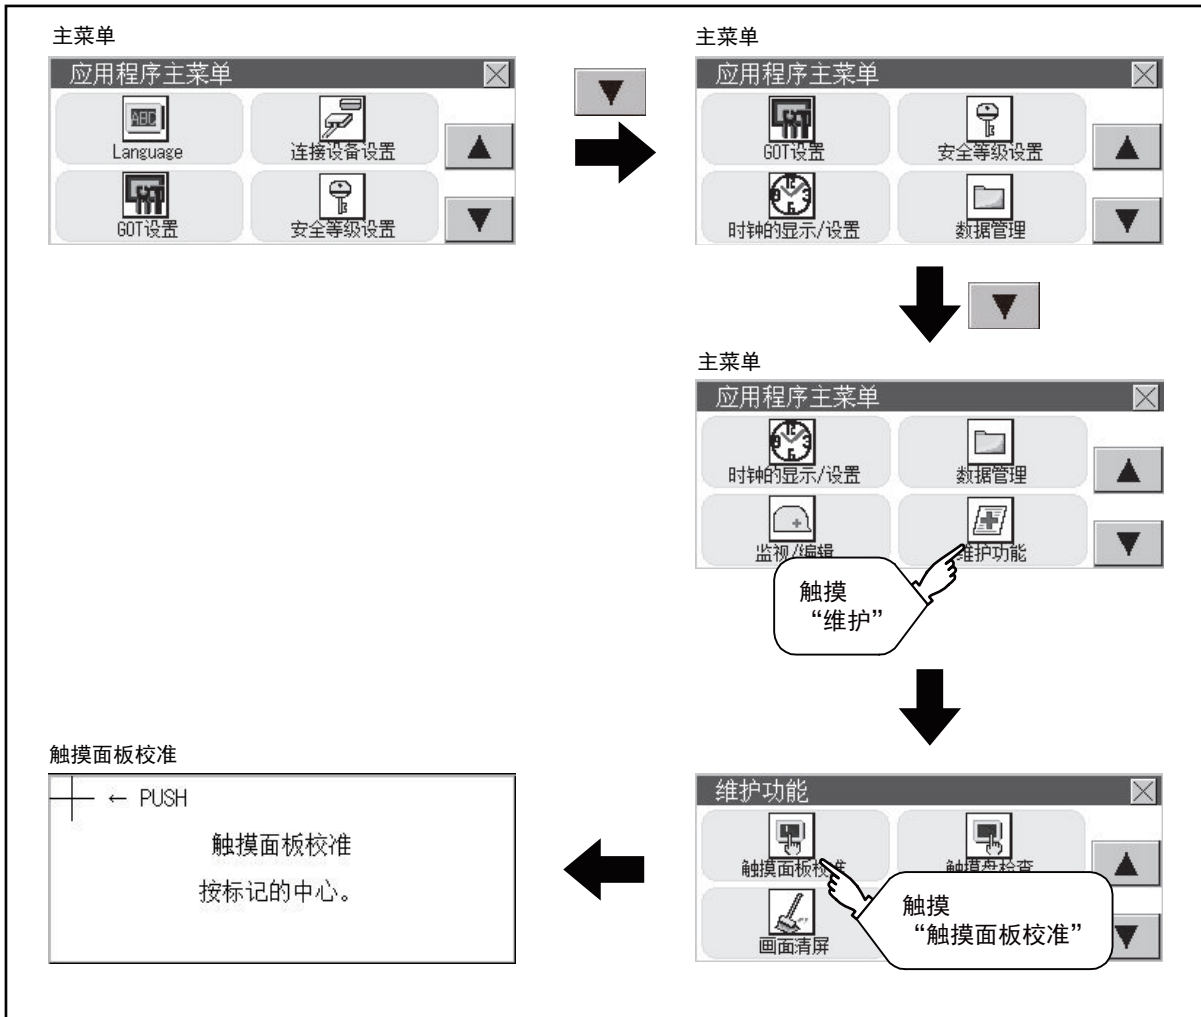 主菜单
应用程序主菜单
ABC
Language
连接设备设置
GOT设置
安全等级设置
主菜单
应用程序主菜单
GOT设置
安全等级设置
时钟的显示/设置
数据管理
主菜单
应用程序主菜单
时钟的显示/设置
数据管理
监视/编辑
维护功能
触摸
“维护”
维护功能
触摸面板校准
触摸盘检查
画面清屏
触摸
“触摸面板校准”
触摸面板校准
← PUSH
触摸面板校准
按标记的中心。